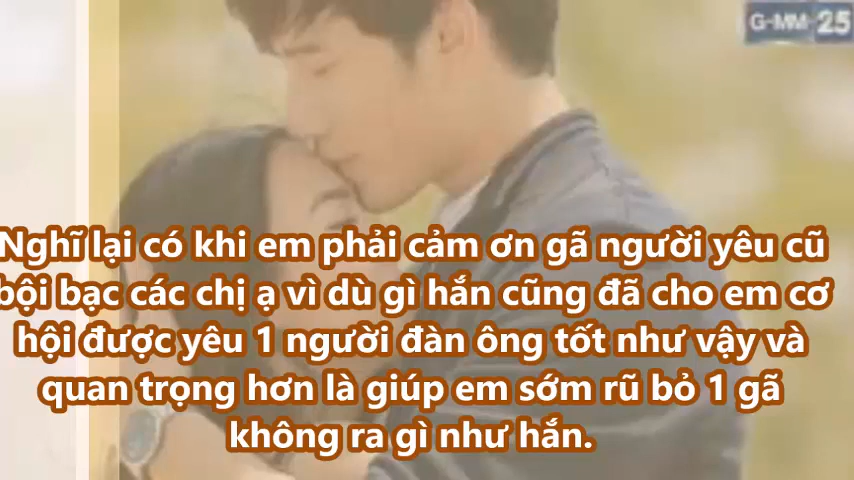 G-MM- 25
Nghĩ lại có khi em phải cảm ơn gã người yêu cũ
bội bạc các chị ạ vì dù gì hắn cũng đã cho em cơ
hội được yêu 1 người đàn ông tốt như vậy và
quan trọng hơn là giúp em sớm rũ bỏ 1 gã
không ra gì như hắn.